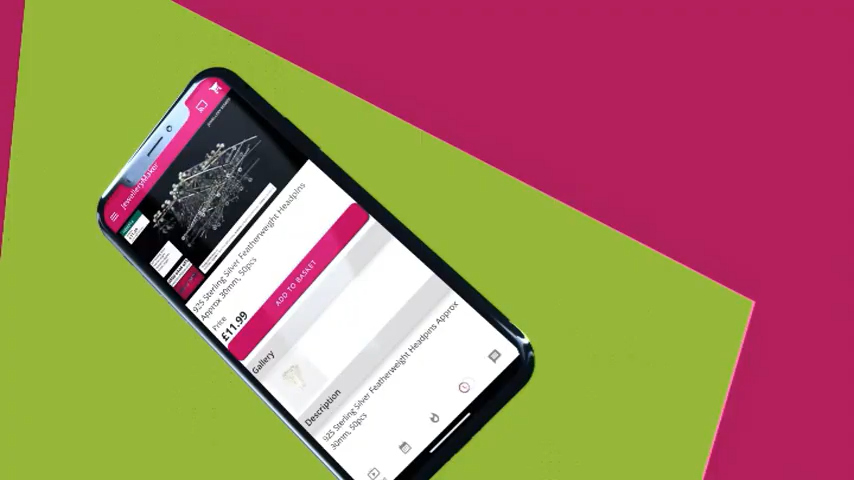 JewelleryMaker
925 Sterling Silver Featherweight Headpins
Approx 30mm, 50pcs
Price
£11.99
ADD TO BASKET
Gallery
Description
925 Sterling Silver Featherweight Headpins Approx
30mm, 50pcs